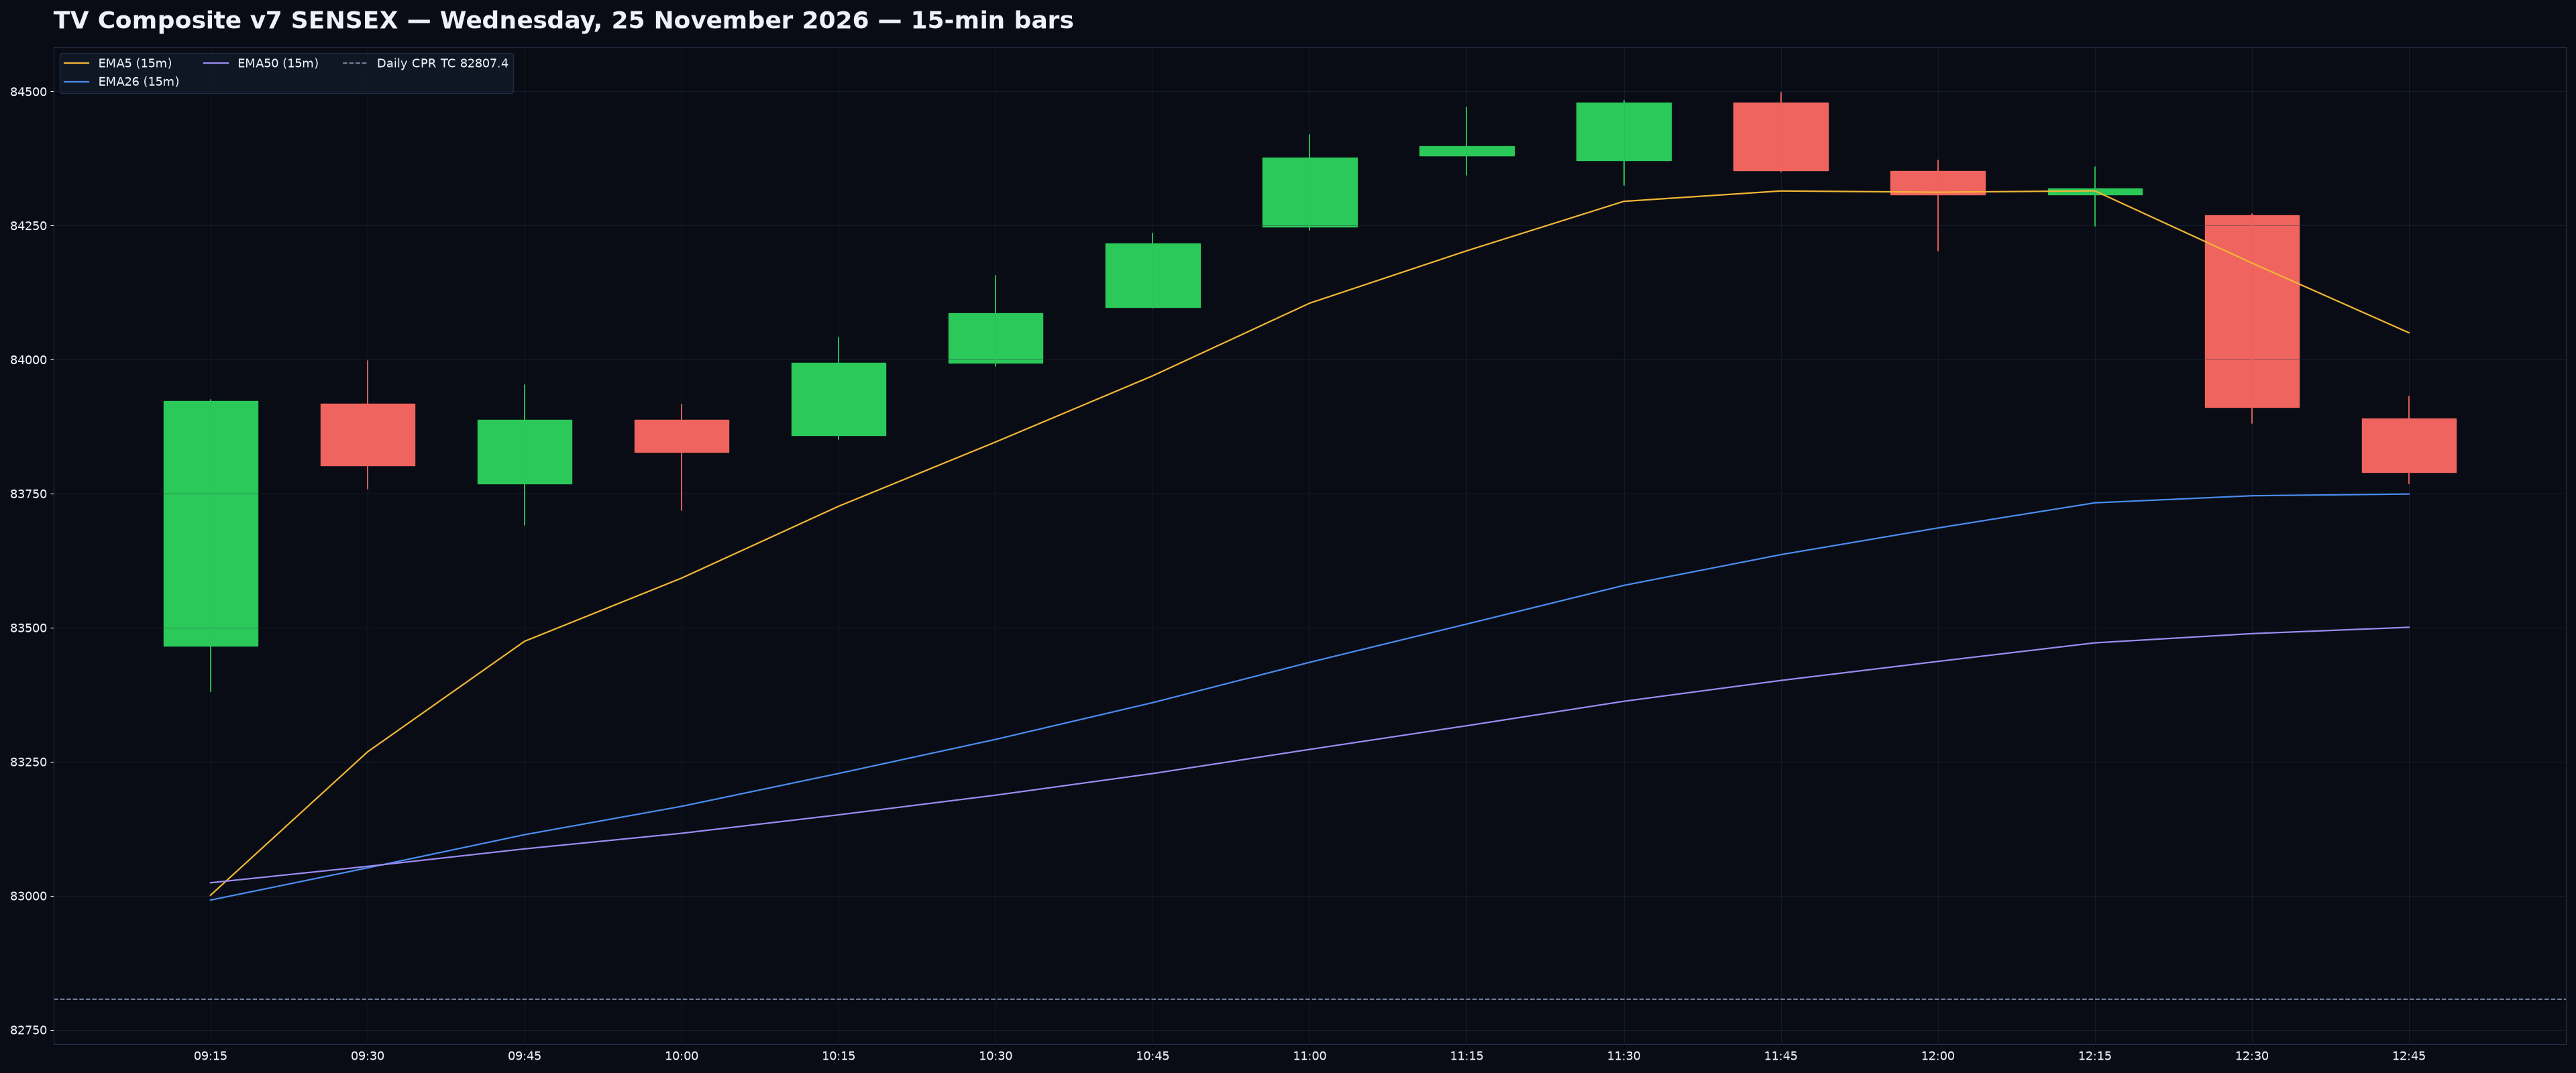 TV Composite v7 SENSEX — Wednesday, 25 November 2026 — 15-min bars
EMA5 (15m) EMA50 (15m) Daily CPR TC 82807.4
EMA26 (15m)
84500
84250
84000
83750
83500
83250
83000
82750
09:15 09:30 09:45 10:00 10:15 10:30 10:45 11:00 11:15 11:30 11:45 12:00 12:15 12:30 12:45